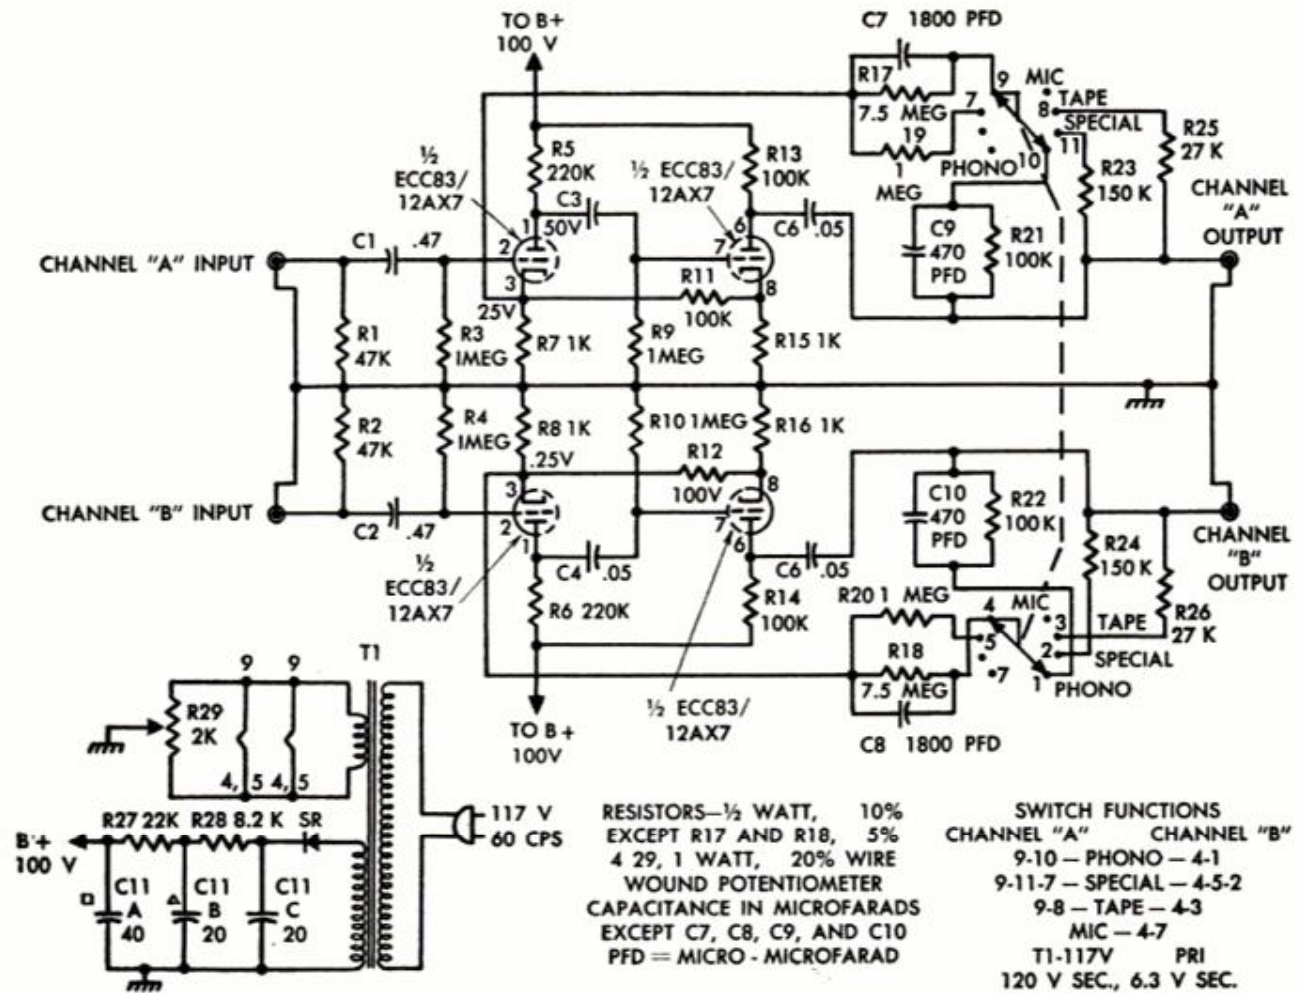 TO B+
100 V
C7 1800 PFD
R17
7.5 MEG
19
1
MEG
9
MIC
7
8
TAPE
SPECIAL
11
PHONO
10
R25
27 K
R23
150 K
CHANNEL
"A"
OUTPUT
½
ECC83/
12AX7
R5
220K
C3
50V
½ ECC83/
12AX7
R13
100K
C6 .05
C9
470
PFD
R21
100K
CHANNEL "A" INPUT
C1 .47
1
2
3
6
7
8
25V
R11
100K
R1
47K
R3
1MEG
R7 1K
R9
1MEG
R15 1K
R2
47K
R4
1MEG
R8 1K
R10 1MEG
R16 1K
.25V
R12
100V
3
2
1
8
7
6
CHANNEL "B" INPUT
C2 .47
C10
470
PFD
R22
100 K
CHANNEL
"B"
OUTPUT
½
ECC83/
12AX7
C4 .05
C6 .05
R24
150 K
R6 220K
R14
100K
R20 1 MEG
R18
7.5 MEG
C8 1800 PFD
4
MIC
3
TAPE
5
2
SPECIAL
7
1
PHONO
R26
27 K
TO B+
100V
½ ECC83/
12AX7
T1
9 9
R29
2K
4, 5 4, 5
117 V
60 CPS
R27 22K R28 8.2 K SR
B+
100 V
C11
A
40
C11
B
20
C11
C
20
RESISTORS—½ WATT, 10%
EXCEPT R17 AND R18, 5%
4 29, 1 WATT, 20% WIRE
WOUND POTENTIOMETER
CAPACITANCE IN MICROFARADS
EXCEPT C7, C8, C9, AND C10
PFD = MICRO - MICROFARAD
SWITCH FUNCTIONS
CHANNEL "A" CHANNEL "B"
9-10 — PHONO — 4-1
9-11-7 — SPECIAL — 4-5-2
9-8 — TAPE — 4-3
MIC — 4-7
T1-117V PRI
120 V SEC., 6.3 V SEC.